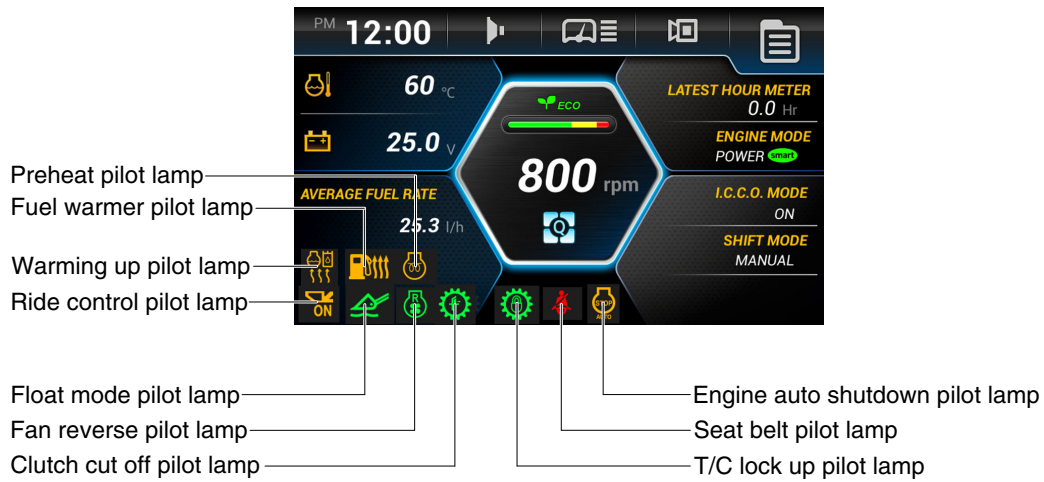 PM 12:00
60 °C
25.0 V
AVERAGE FUEL RATE
25.3 l/h
ECO
800 rpm
Q
LATEST HOUR METER
0.0 Hr
ENGINE MODE
POWER smart
I.C.C.O. MODE
ON
SHIFT MODE
MANUAL
ON
R
STOP
AUTO
Preheat pilot lamp
Fuel warmer pilot lamp
Warming up pilot lamp
Ride control pilot lamp
Float mode pilot lamp
Fan reverse pilot lamp
Clutch cut off pilot lamp
Engine auto shutdown pilot lamp
Seat belt pilot lamp
T/C lock up pilot lamp